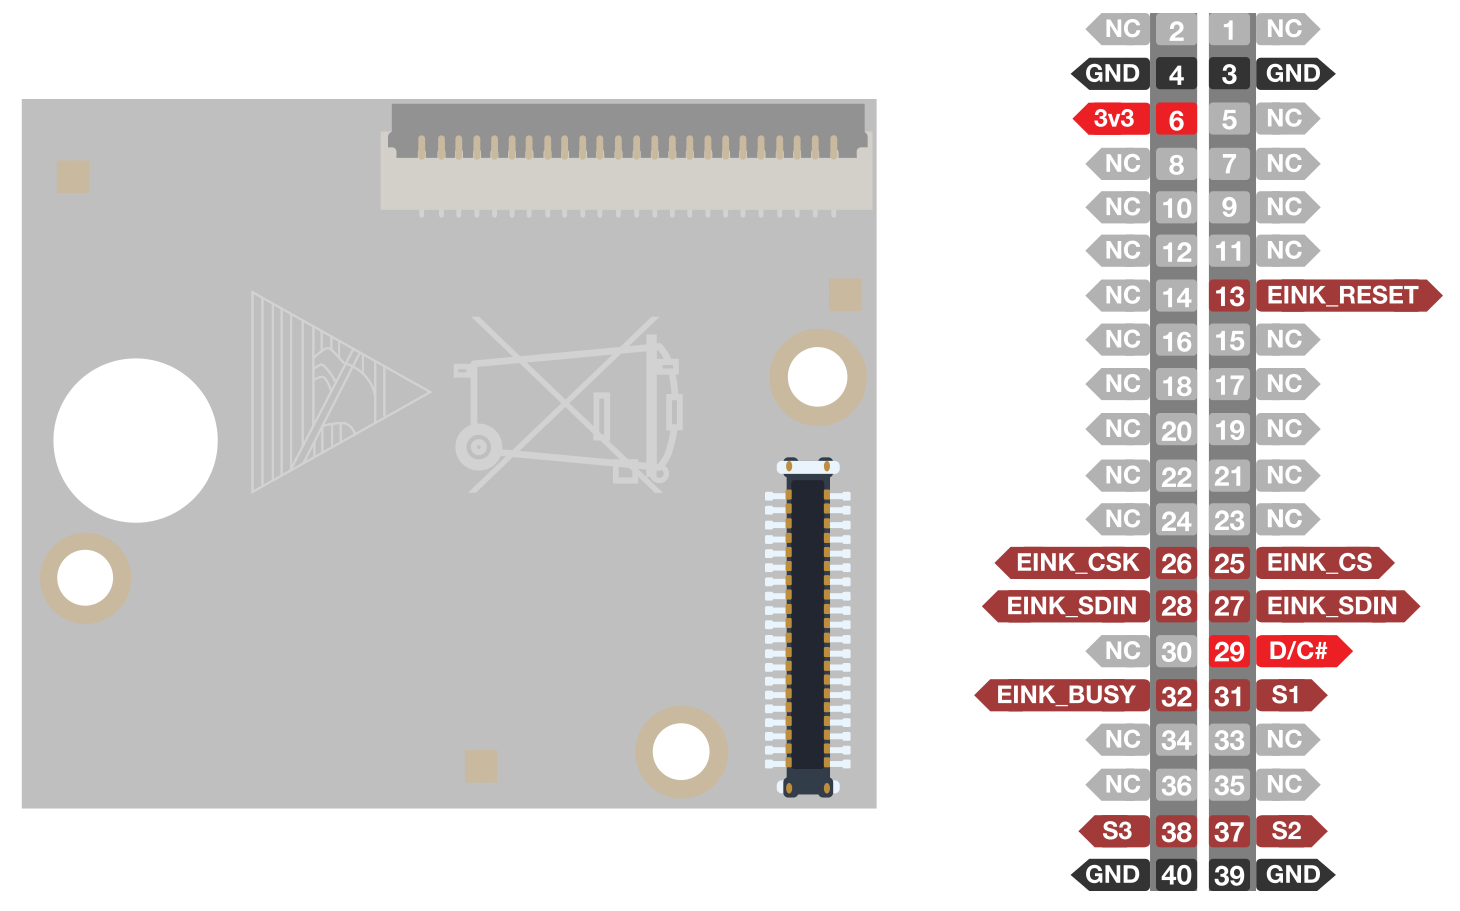 NC 2 1 NC
GND 4 3 GND
3v3 6 5 NC
NC 8 7 NC
NC 10 9 NC
NC 12 11 NC
NC 14 13 EINK_RESET
NC 16 15 NC
NC 18 17 NC
NC 20 19 NC
NC 22 21 NC
NC 24 23 NC
EINK_CSK 26 25 EINK_CS
EINK_SDIN 28 27 EINK_SDIN
NC 30 29 D/C#
EINK_BUSY 32 31 S1
NC 34 33 NC
NC 36 35 NC
S3 38 37 S2
GND 40 39 GND